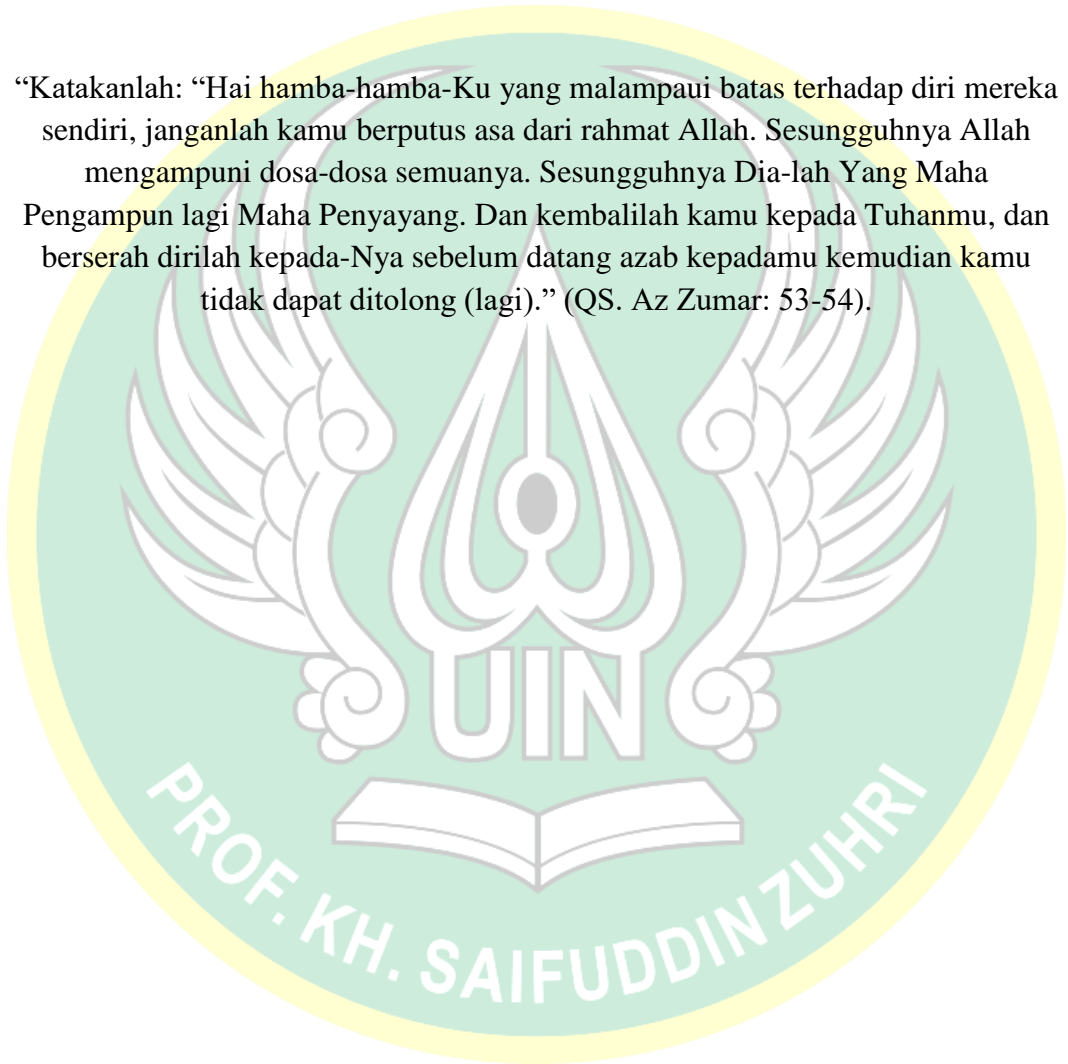 “Katakanlah: “Hai hamba-hamba-Ku yang malampaui batas terhadap diri mereka
sendiri, janganlah kamu berputus asa dari rahmat Allah. Sesungguhnya Allah
mengampuni dosa-dosa semuanya. Sesungguhnya Dia-lah Yang Maha
Pengampun lagi Maha Penyayang. Dan kembalilah kamu kepada Tuhanmu, dan
berserah dirilah kepada-Nya sebelum datang azab kepadamu kemudian kamu
tidak dapat ditolong (lagi).” (QS. Az Zumar: 53-54).
UIN
PROF. KH. SAIFUDDIN ZUHRI